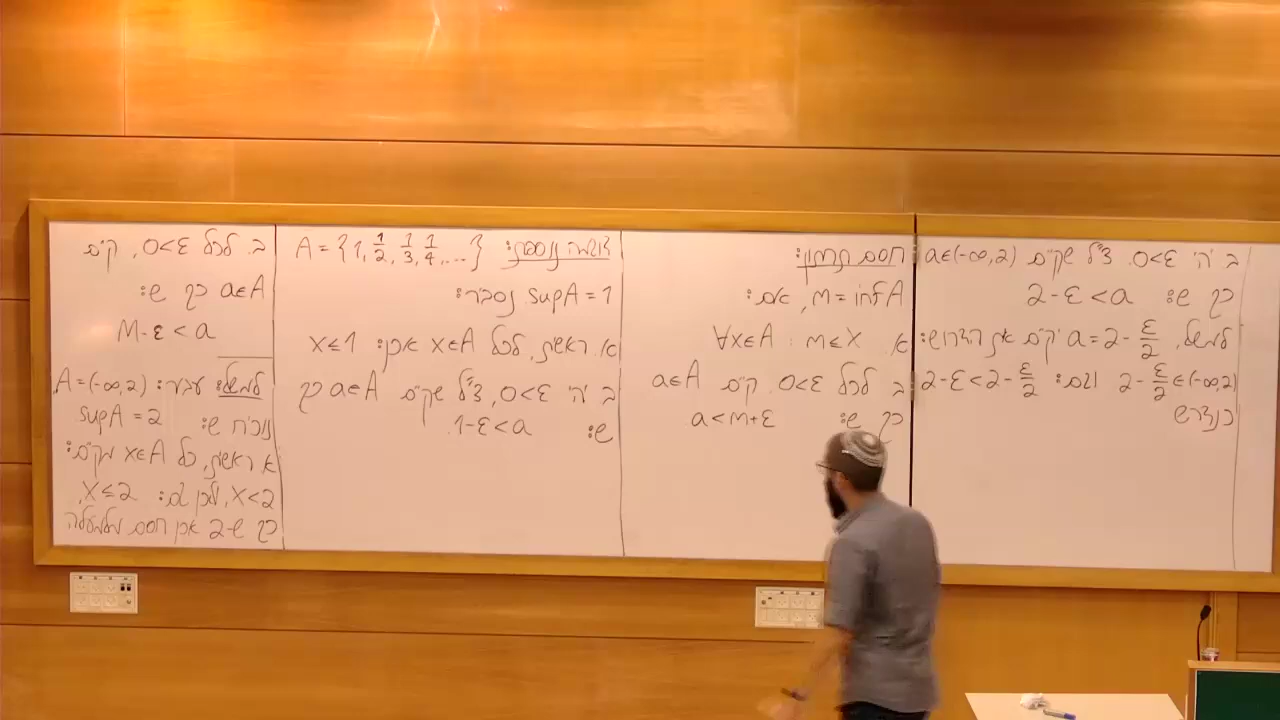 ב. לכל 0<ε, קיים
a∈A כך ש:
M-ε < a
למשל: עבור: A=(-∞,2),
נוכיח ש: supA = 2
א. ראשית, כל x∈A מקיים:
x<2, ולכן גם: x≤2,
כך ש-2 אכן חסם מלמעלה
ב. יהי 0<ε. צ"ל שקיים a∈(-∞,2)
כך ש: 2-ε < a
למשל, a = 2-ε/2 יקיים את הדרוש:
2-ε/2 ∈ (-∞,2) וגם: 2-ε < 2-ε/2
כנדרש
דוגמה נוספת: A = {1, 1/2, 1/3, 1/4, ...}
supA = 1. נסביר:
א. ראשית, לכל x∈A אכן: x≤1
ב. יהי 0<ε, צ"ל שקיים a∈A כך
ש: 1-ε < a.
חסם תחתון:
m = infA, אם:
א. ∀x∈A : m≤x
ב. לכל 0<ε, קיים a∈A
כך ש: a < m+ε